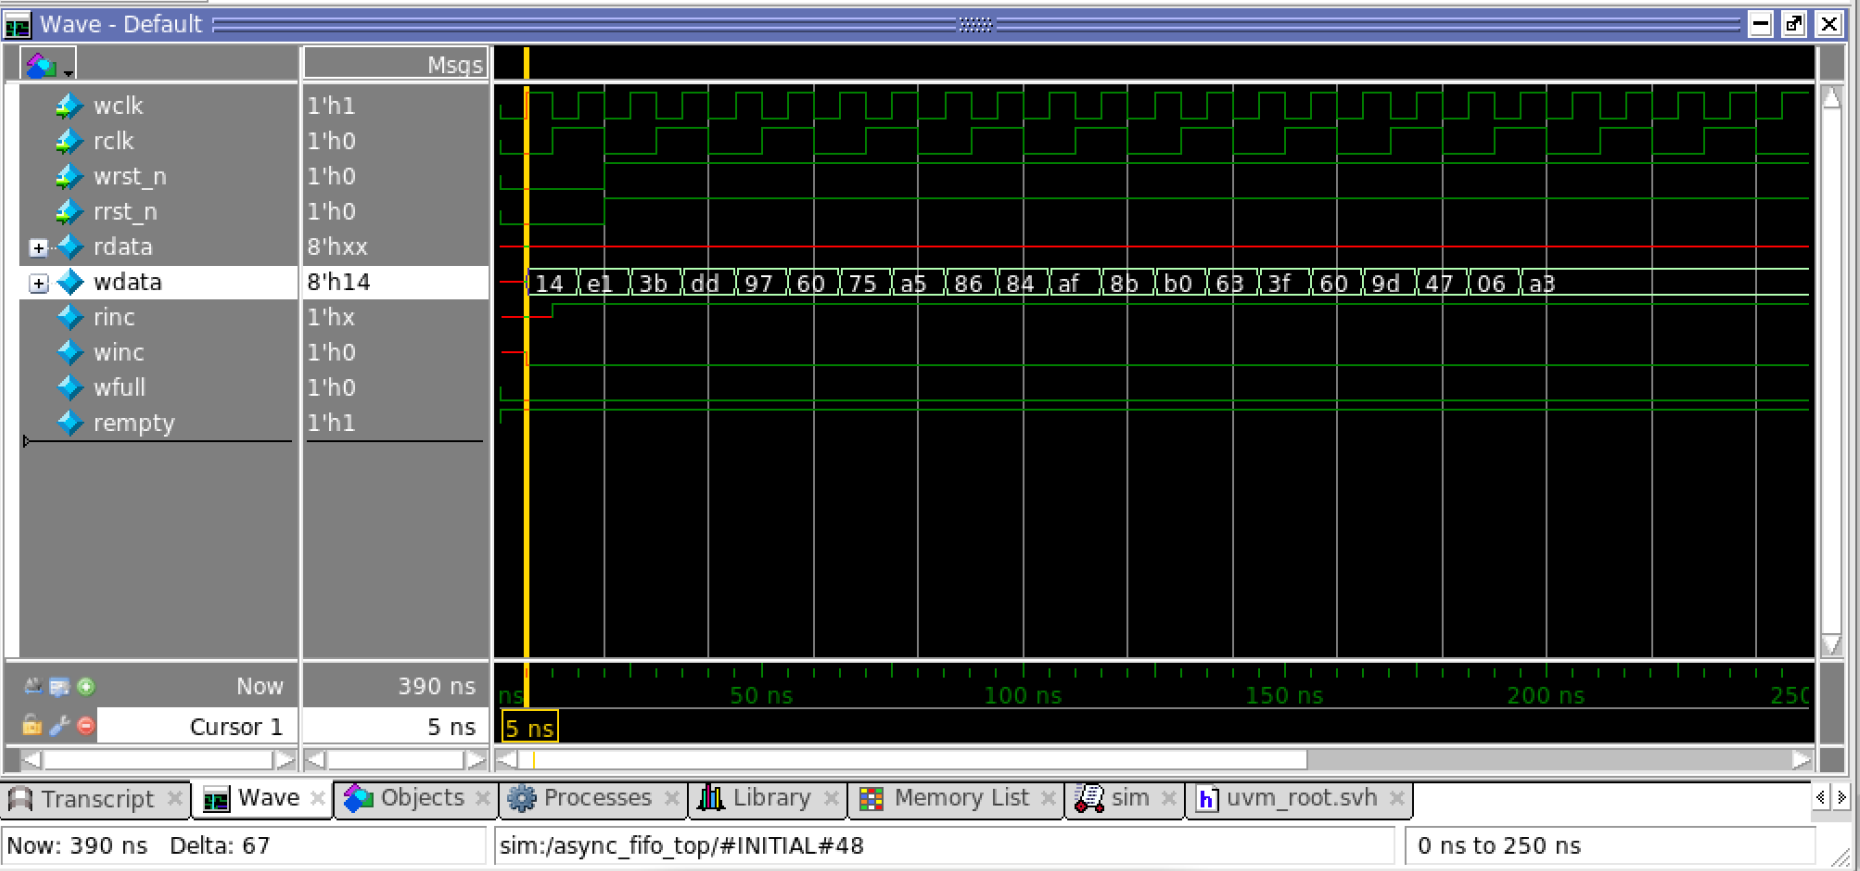 Wave - Default
Msgs
wclk 1'h1
rclk 1'h0
wrst_n 1'h0
rrst_n 1'h0
rdata 8'hxx
wdata 8'h14 14 e1 3b dd 97 60 75 a5 86 84 af 8b b0 63 3f 60 9d 47 06 a3
rinc 1'hx
winc 1'h0
wfull 1'h0
rempty 1'h1
Now 390 ns ns 50 ns 100 ns 150 ns 200 ns 250
Cursor 1 5 ns 5 ns
Transcript Wave Objects Processes Library Memory List sim h uvm_root.svh
Now: 390 ns Delta: 67 sim:/async_fifo_top/#INITIAL#48 0 ns to 250 ns